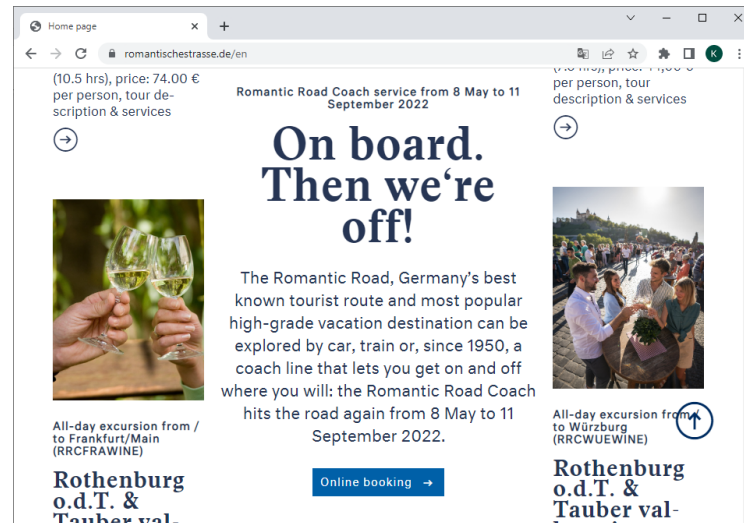 Home page
romantischestrasse.de/en
K
(10.5 hrs), price: 74.00 €
per person, tour de-
scription & services
Romantic Road Coach service from 8 May to 11
September 2022
On board.
Then we‘re
off!
The Romantic Road, Germany’s best
known tourist route and most popular
high-grade vacation destination can be
explored by car, train or, since 1950, a
coach line that lets you get on and off
where you will: the Romantic Road Coach
hits the road again from 8 May to 11
September 2022.
Online booking
per person, tour
description & services
All-day excursion from /
to Frankfurt/Main
(RRCFRAWINE)
Rothenburg
o.d.T. &
Tauber val-
All-day excursion from /
to Würzburg
(RRCWUEWINE)
Rothenburg
o.d.T. &
Tauber val-